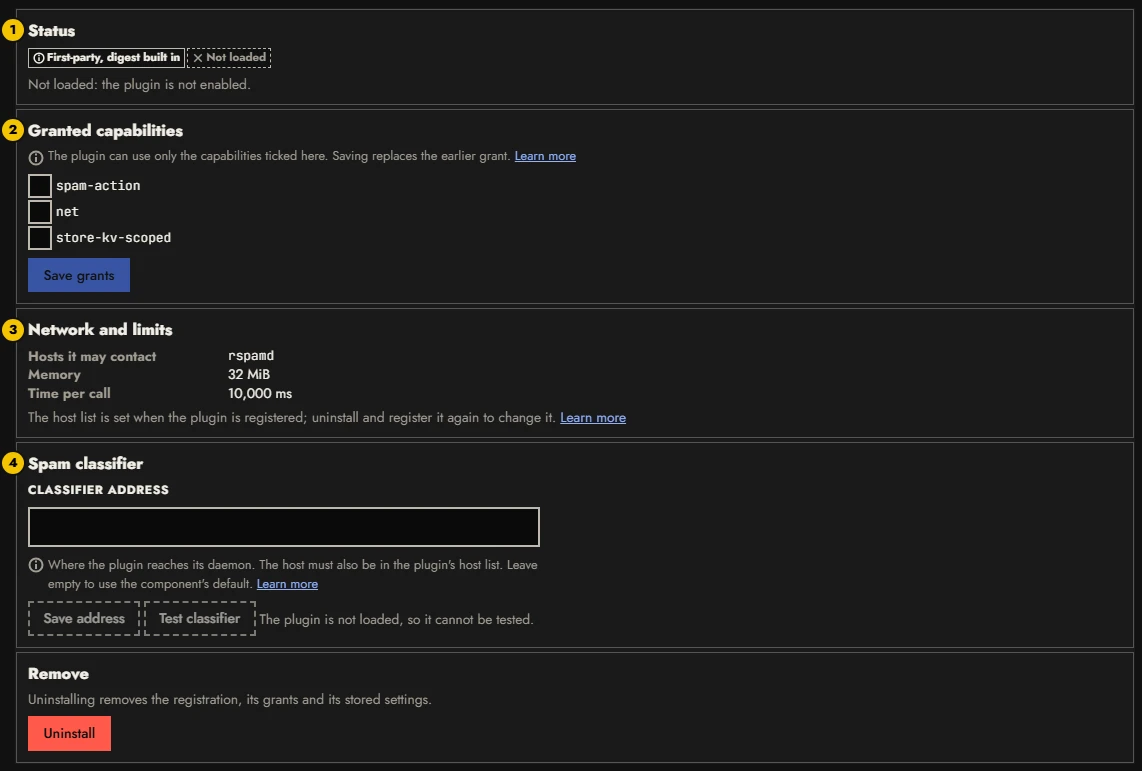 1 Status
First-party, digest built in Not loaded
Not loaded: the plugin is not enabled.
2 Granted capabilities
The plugin can use only the capabilities ticked here. Saving replaces the earlier grant. Learn more
spam-action
net
store-kv-scoped
Save grants
3 Network and limits
Hosts it may contact rspamd
Memory 32 MiB
Time per call 10,000 ms
The host list is set when the plugin is registered; uninstall and register it again to change it. Learn more
4 Spam classifier
CLASSIFIER ADDRESS
Where the plugin reaches its daemon. The host must also be in the plugin's host list. Leave
empty to use the component's default. Learn more
Save address Test classifier The plugin is not loaded, so it cannot be tested.
Remove
Uninstalling removes the registration, its grants and its stored settings.
Uninstall